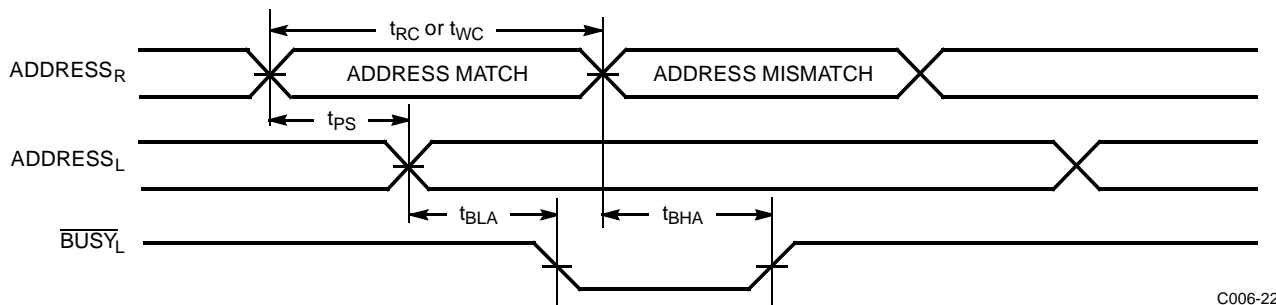 tRC or tWC
ADDRESSR
ADDRESS MATCH
ADDRESS MISMATCH
tPS
ADDRESSL
tBLA
tBHA
BUSYL
C006-22